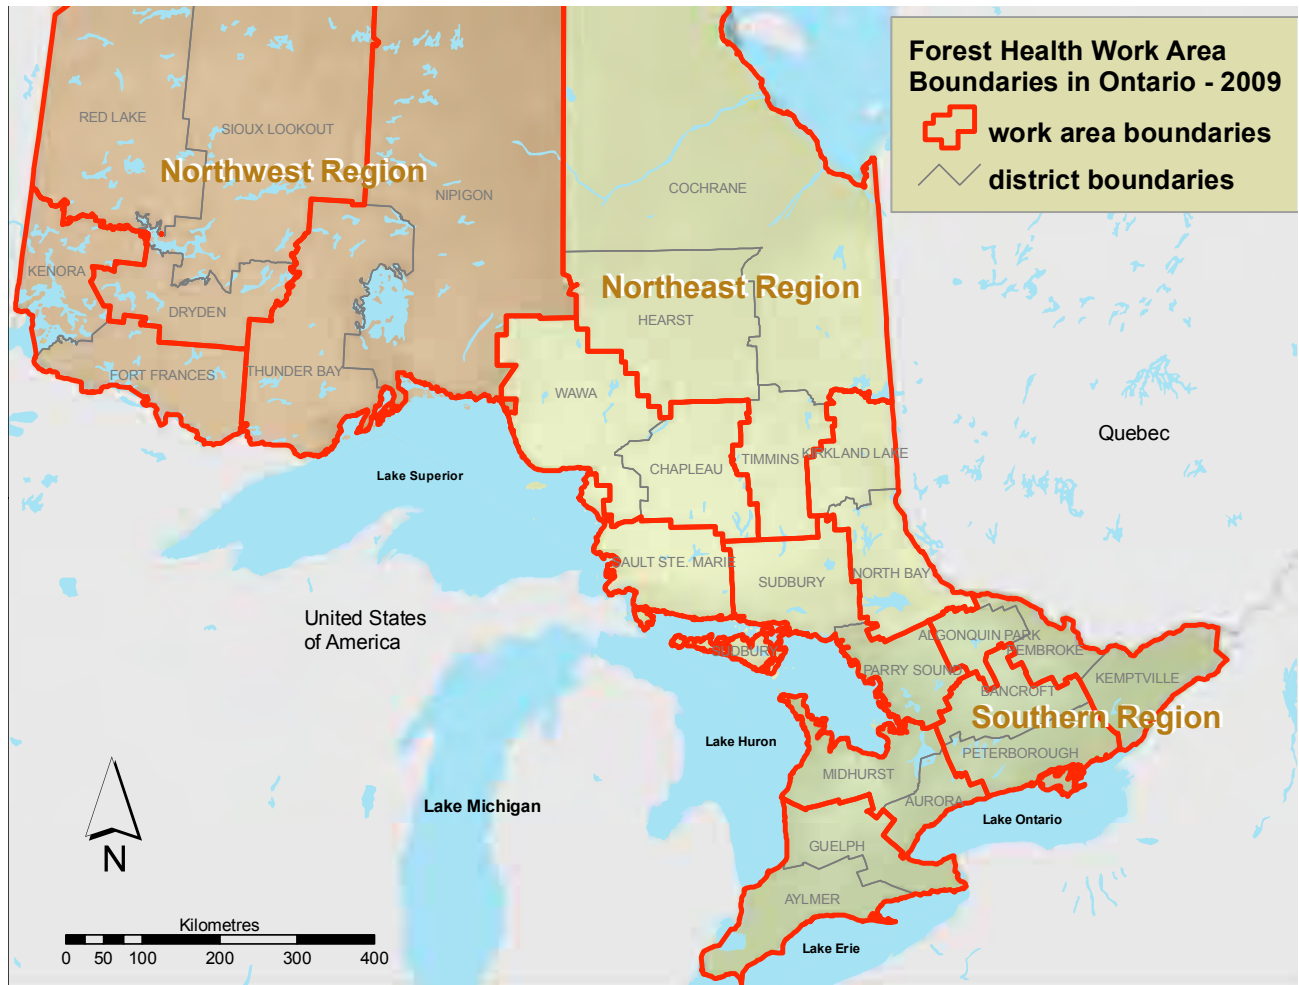 Forest Health Work Area
Boundaries in Ontario - 2009
work area boundaries
district boundaries
RED LAKE
SIOUX LOOKOUT
Northwest Region
NIPIGON
COCHRANE
KENORA
DRYDEN
Northeast Region
HEARST
FORT FRANCES
THUNDER BAY
WAWA
Quebec
CHAPLEAU
TIMMINS
KIRKLAND LAKE
Lake Superior
SAULT STE. MARIE
SUDBURY
NORTH BAY
United States
of America
ALGONQUIN PARK
PEMBROKE
SUDBURY
PARRY SOUND
KEMPTVILLE
BANCROFT
Southern Region
Lake Huron
PETERBOROUGH
MIDHURST
Lake Michigan
AURORA
Lake Ontario
GUELPH
N
AYLMER
Kilometres
Lake Erie
0 50 100 200 300 400